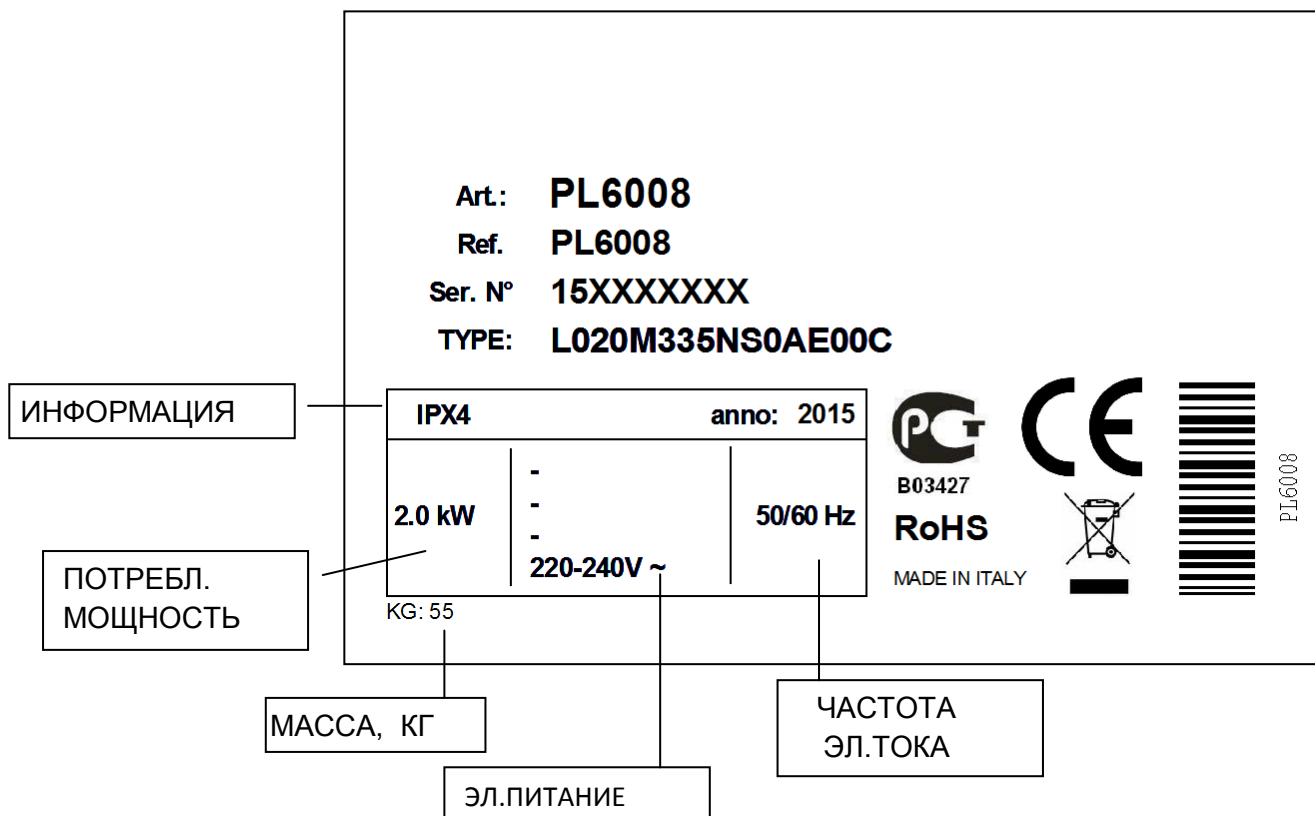 Art.: PL6008
Ref. PL6008
Ser. N° 15XXXXXXX
TYPE: L020M335NS0AE00C
ИНФОРМАЦИЯ
IPX4 anno: 2015
-
-
-
2.0 kW
50/60 Hz
220-240V ~
B03427
RoHS
MADE IN ITALY
CE
PL6008
ПОТРЕБЛ.
МОЩНОСТЬ
KG: 55
МАССА, КГ
ЧАСТОТА
ЭЛ.ТОКА
ЭЛ.ПИТАНИЕ